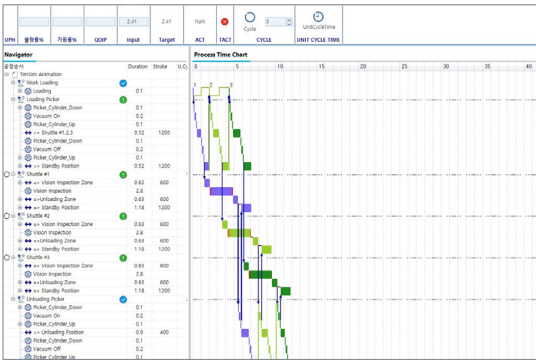 2.41 2.41 NaN 3 UnitCycleTime
Cycle
UPH 불량률% 가동률% QUIP Input Target ACT TACT CYCLE UNIT CYCLE TIME
Navigator Process Time Chart
공정순서 Duration Stroke 0 5 10 15 20 25 30 35 40
TimSim Animation
Work Loading 1 2 3
Loading 0.1
Loading Picker
Picker_Cylinder_Down 0.1
Vacuum On 0.2
Picker_Cylinder_Up 0.1
Shuttle #1,2,3 0.52 1200
Picker_Cylinder_Down 0.1
Vacuum Off 0.2
Picker_Cylinder_Up 0.1
Standby Position 0.52 1200
Shuttle #1
Vision Inspection Zone 0.63 600
Vision Inspection 2.8
Unloading Zone 0.63 600
Standby Position 1.18 1200
Shuttle #2
Vision Inspection Zone 0.63 600
Vision Inspection 2.8
Unloading Zone 0.63 600
Standby Position 1.18 1200
Shuttle #3
Vision Inspection Zone 0.63 600
Vision Inspection 2.8
Unloading Zone 0.63 600
Standby Position 1.18 1200
Unloading Picker
Picker_Cylinder_Down 0.1
Vacuum On 0.2
Picker_Cylinder_Up 0.1
Unloading Position 0.9 400
Picker_Cylinder_Down 0.1
Vacuum Off 0.2
Picker_Cylinder_Up 0.1